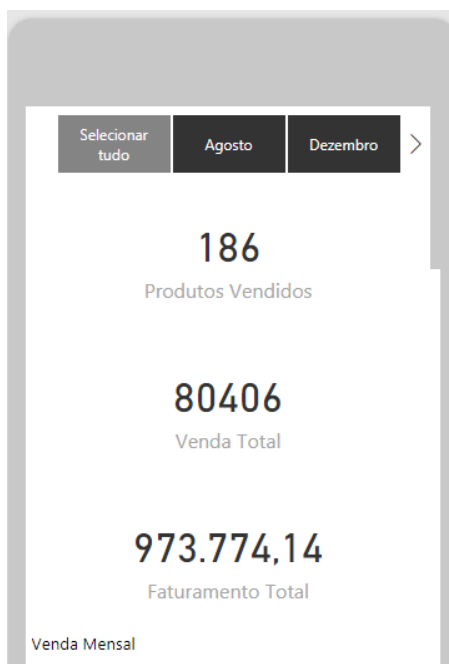 Selecionar
tudo
Agosto
Dezembro
186
Produtos Vendidos
80406
Venda Total
973.774,14
Faturamento Total
Venda Mensal